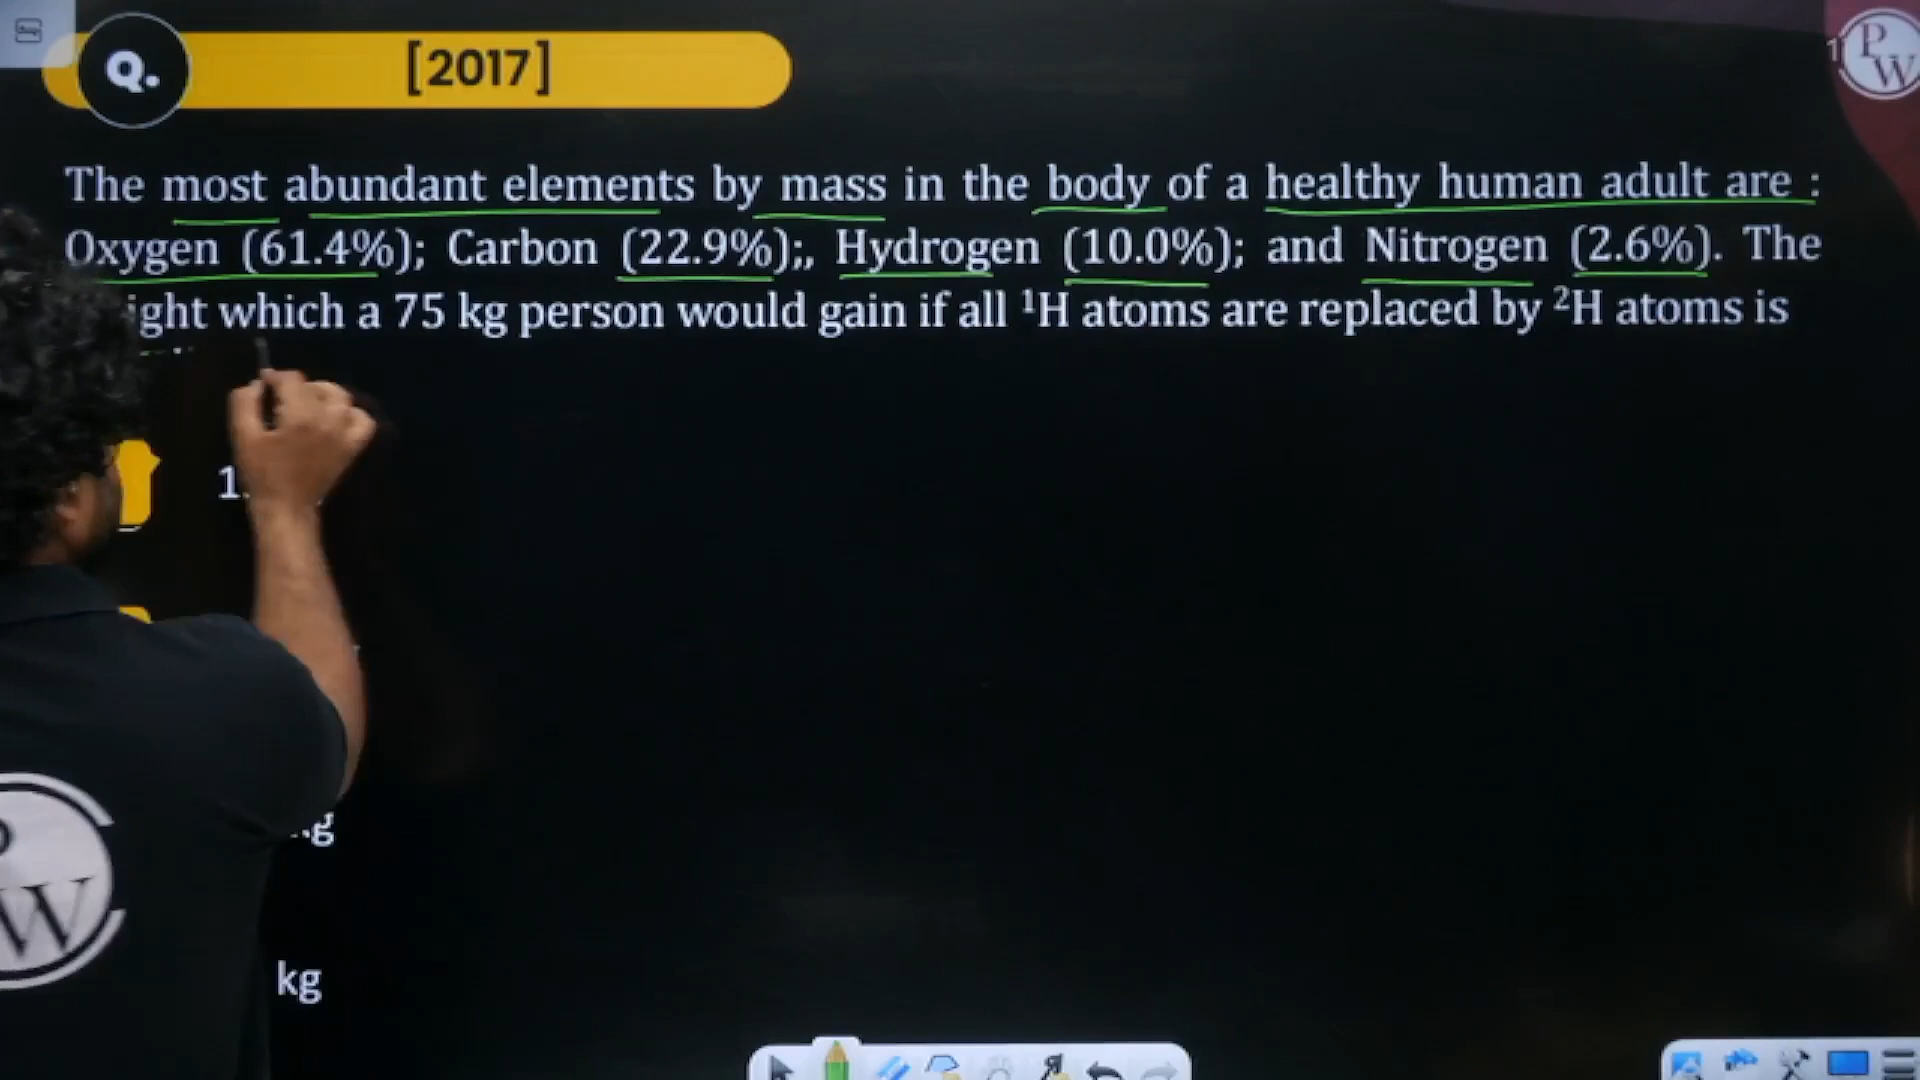 Q. [2017]
PW
The most abundant elements by mass in the body of a healthy human adult are :
Oxygen (61.4%); Carbon (22.9%);, Hydrogen (10.0%); and Nitrogen (2.6%). The
which a 75 kg person would gain if all ¹H atoms are replaced by ²H atoms is
kg
kg
W